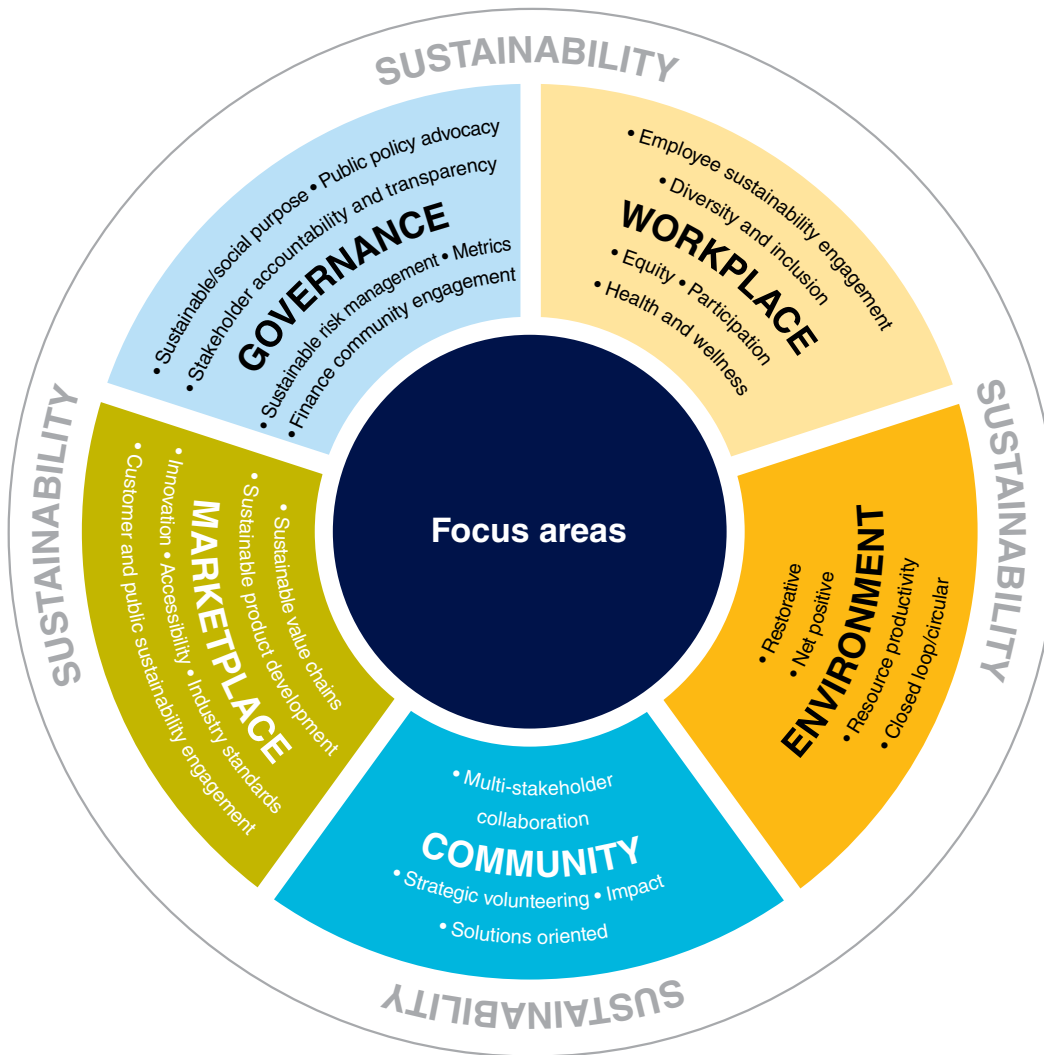 SUSTAINABILITY
• Sustainable/social purpose • Public policy advocacy
• Stakeholder accountability and transparency
GOVERNANCE
• Sustainable risk management • Metrics
• Finance community engagement
• Employee sustainability engagement
• Diversity and inclusion
WORKPLACE
• Equity • Participation
• Health and wellness
SUSTAINABILITY
• Restorative
• Net positive
ENVIRONMENT
• Resource productivity
• Closed loop/circular
Focus areas
• Multi-stakeholder
collaboration
COMMUNITY
• Strategic volunteering • Impact
• Solutions oriented
SUSTAINABILITY
• Sustainable value chains
• Sustainable product development
MARKETPLACE
• Innovation • Accessibility • Industry standards
• Customer and public sustainability engagement
SUSTAINABILITY